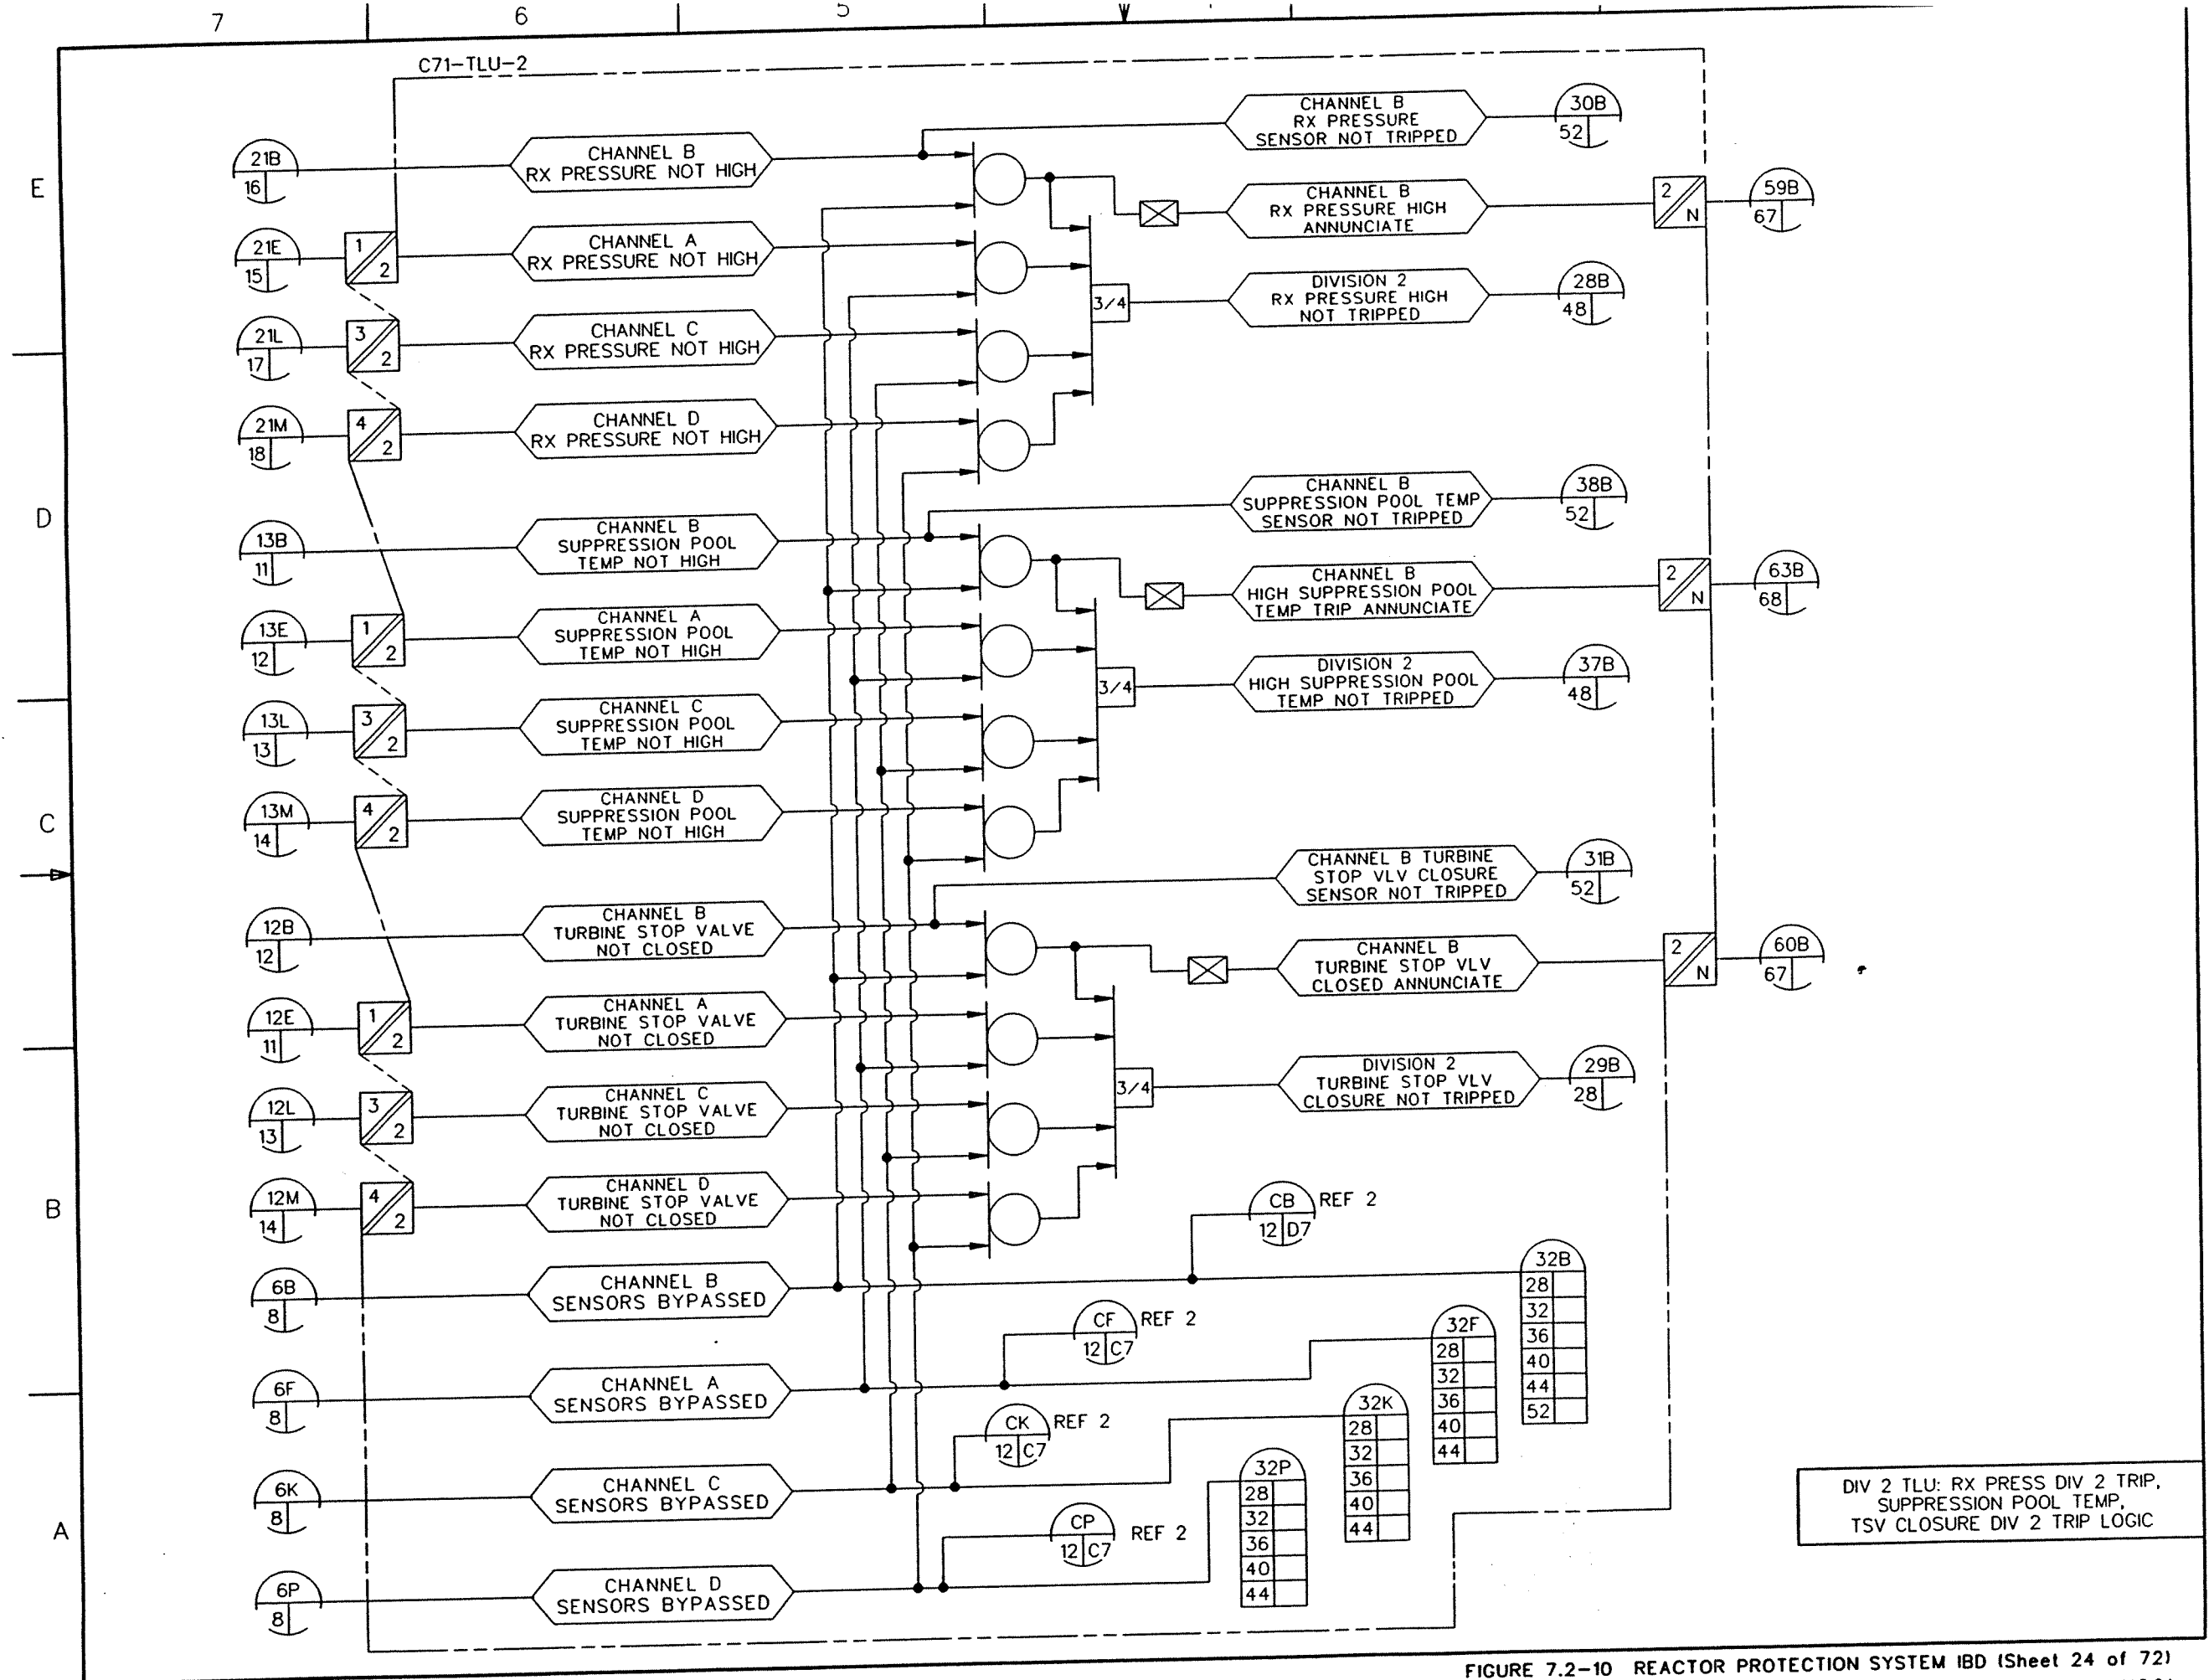 7
6
5
C71-TLU-2
E
D
C
B
A
21B
16
CHANNEL B
RX PRESSURE NOT HIGH
CHANNEL B
RX PRESSURE
SENSOR NOT TRIPPED
30B
52
CHANNEL B
RX PRESSURE HIGH
ANNUNCIATE
2
N
59B
67
21E
15
1
2
CHANNEL A
RX PRESSURE NOT HIGH
3/4
DIVISION 2
RX PRESSURE HIGH
NOT TRIPPED
28B
48
21L
17
3
2
CHANNEL C
RX PRESSURE NOT HIGH
21M
18
4
2
CHANNEL D
RX PRESSURE NOT HIGH
CHANNEL B
SUPPRESSION POOL TEMP
SENSOR NOT TRIPPED
38B
52
13B
11
CHANNEL B
SUPPRESSION POOL
TEMP NOT HIGH
CHANNEL B
HIGH SUPPRESSION POOL
TEMP TRIP ANNUNCIATE
2
N
63B
68
13E
12
1
2
CHANNEL A
SUPPRESSION POOL
TEMP NOT HIGH
3/4
DIVISION 2
HIGH SUPPRESSION POOL
TEMP NOT TRIPPED
37B
48
13L
13
3
2
CHANNEL C
SUPPRESSION POOL
TEMP NOT HIGH
13M
14
4
2
CHANNEL D
SUPPRESSION POOL
TEMP NOT HIGH
CHANNEL B TURBINE
STOP VLV CLOSURE
SENSOR NOT TRIPPED
31B
52
12B
12
CHANNEL B
TURBINE STOP VALVE
NOT CLOSED
CHANNEL B
TURBINE STOP VLV
CLOSED ANNUNCIATE
2
N
60B
67
12E
11
1
2
CHANNEL A
TURBINE STOP VALVE
NOT CLOSED
3/4
DIVISION 2
TURBINE STOP VLV
CLOSURE NOT TRIPPED
29B
28
12L
13
3
2
CHANNEL C
TURBINE STOP VALVE
NOT CLOSED
12M
14
4
2
CHANNEL D
TURBINE STOP VALVE
NOT CLOSED
CB
12 D7
REF 2
6B
8
CHANNEL B
SENSORS BYPASSED
32B
28
32
36
40
44
52
CF
12 C7
REF 2
32F
28
32
36
40
44
6F
8
CHANNEL A
SENSORS BYPASSED
CK
12 C7
REF 2
32K
28
32
36
40
44
6K
8
CHANNEL C
SENSORS BYPASSED
32P
28
32
36
40
44
CP
12 C7
REF 2
6P
8
CHANNEL D
SENSORS BYPASSED
DIV 2 TLU: RX PRESS DIV 2 TRIP,
SUPPRESSION POOL TEMP,
TSV CLOSURE DIV 2 TRIP LOGIC
FIGURE 7.2-10 REACTOR PROTECTION SYSTEM IBD (Sheet 24 of 72)